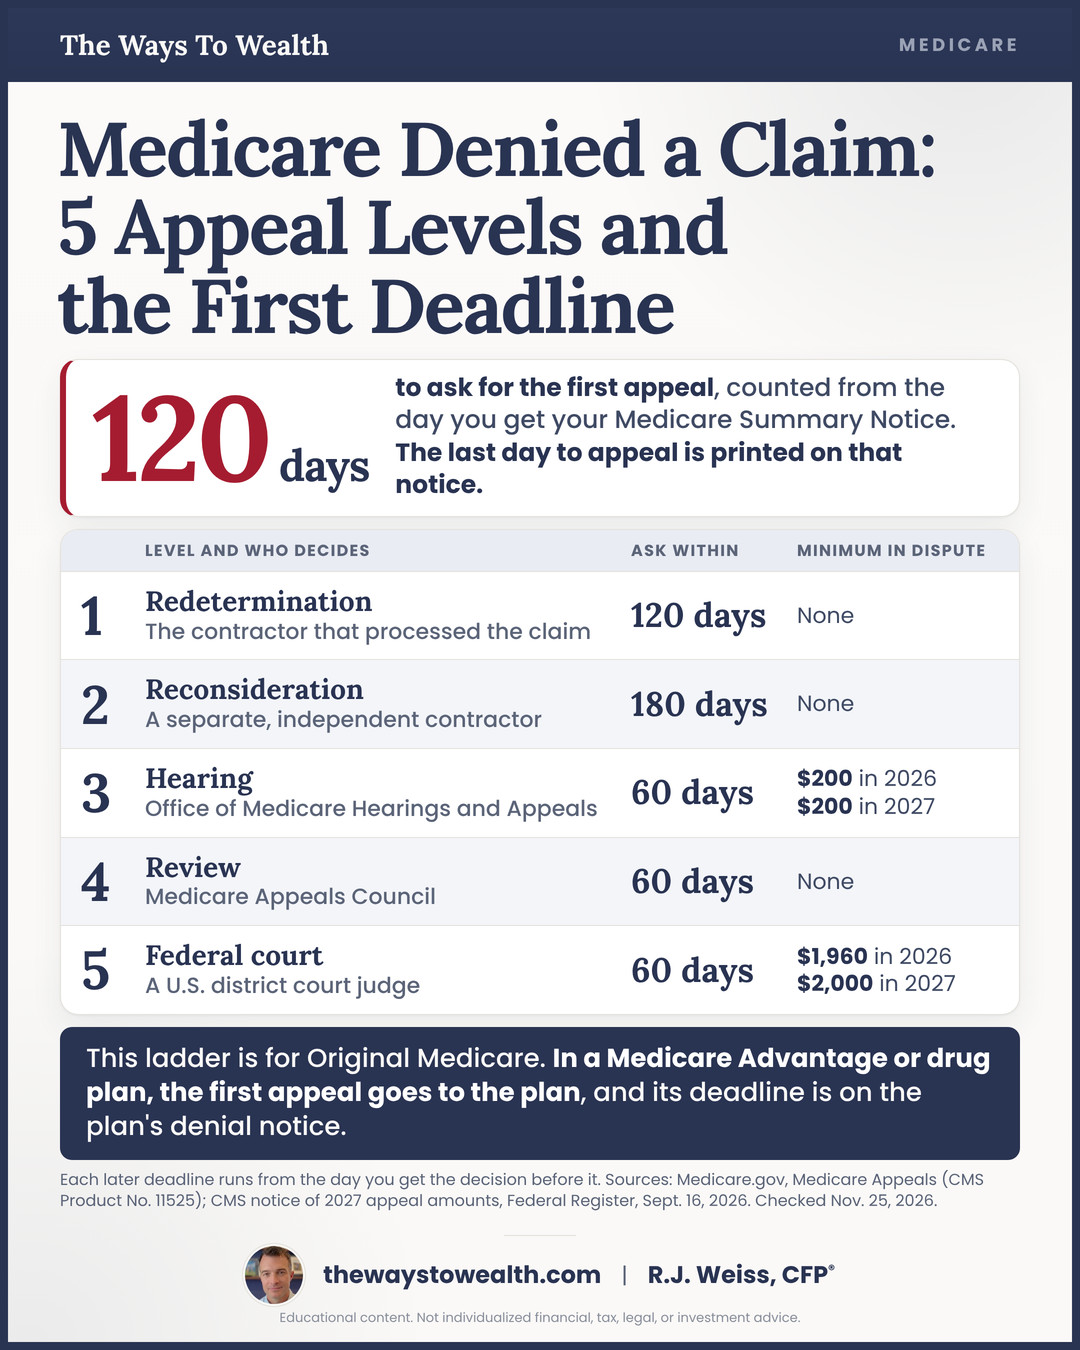 The Ways To Wealth
MEDICARE
Medicare Denied a Claim:
5 Appeal Levels and
the First Deadline
120 days
to ask for the first appeal, counted from the
day you get your Medicare Summary Notice.
The last day to appeal is printed on that
notice.
LEVEL AND WHO DECIDES ASK WITHIN MINIMUM IN DISPUTE
1 Redetermination
The contractor that processed the claim
120 days None
2 Reconsideration
A separate, independent contractor
180 days None
3 Hearing
Office of Medicare Hearings and Appeals
60 days
$200 in 2026
$200 in 2027
4 Review
Medicare Appeals Council
60 days None
5 Federal court
A U.S. district court judge
60 days
$1,960 in 2026
$2,000 in 2027
This ladder is for Original Medicare. In a Medicare Advantage or drug
plan, the first appeal goes to the plan, and its deadline is on the
plan's denial notice.
Each later deadline runs from the day you get the decision before it. Sources: Medicare.gov, Medicare Appeals (CMS
Product No. 11525); CMS notice of 2027 appeal amounts, Federal Register, Sept. 16, 2026. Checked Nov. 25, 2026.
thewaystowealth.com | R.J. Weiss, CFP®
Educational content. Not individualized financial, tax, legal, or investment advice.